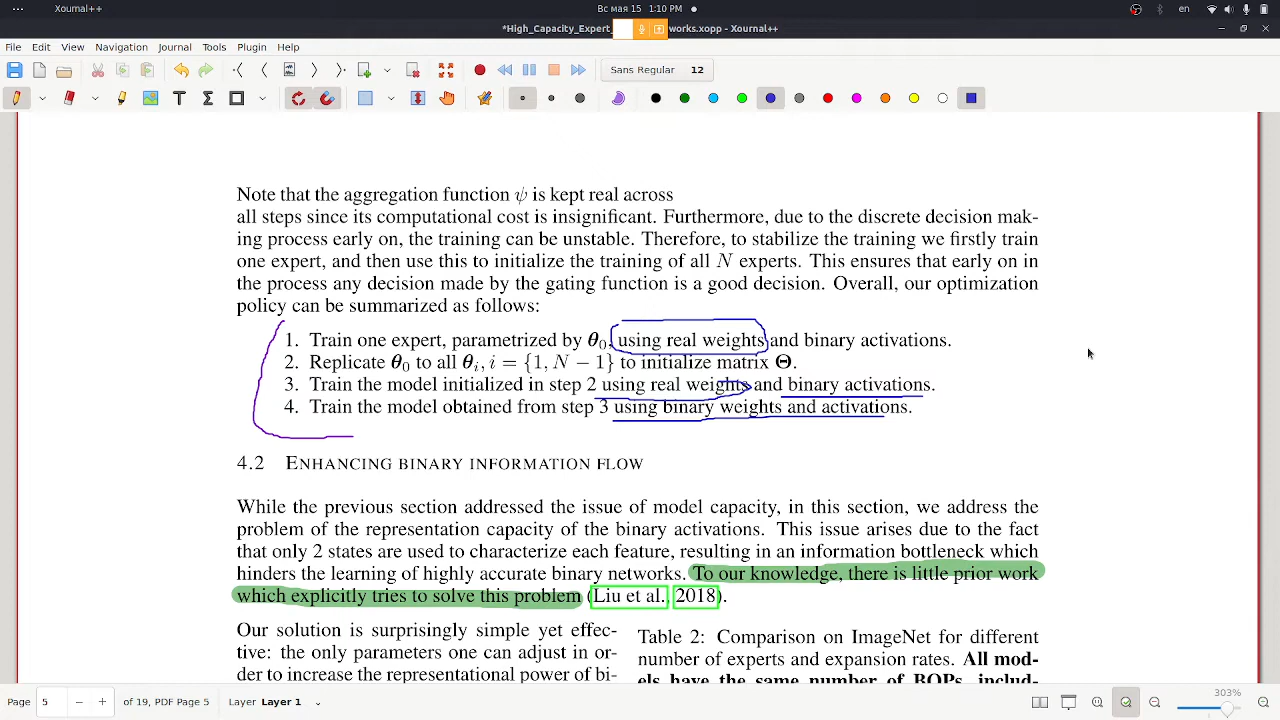 Xournal++
Вс мая 15 1:10 PM
en
*High_Capacity_Expert_ works.xopp - Xournal++
File Edit View Navigation Journal Tools Plugin Help
Sans Regular 12
Note that the aggregation function ψ is kept real across
all steps since its computational cost is insignificant. Furthermore, due to the discrete decision mak-
ing process early on, the training can be unstable. Therefore, to stabilize the training we firstly train
one expert, and then use this to initialize the training of all N experts. This ensures that early on in
the process any decision made by the gating function is a good decision. Overall, our optimization
policy can be summarized as follows:
1. Train one expert, parametrized by θ0, using real weights and binary activations.
2. Replicate θ0 to all θi, i = {1, N − 1} to initialize matrix Θ.
3. Train the model initialized in step 2 using real weights and binary activations.
4. Train the model obtained from step 3 using binary weights and activations.
4.2 ENHANCING BINARY INFORMATION FLOW
While the previous section addressed the issue of model capacity, in this section, we address the
problem of the representation capacity of the binary activations. This issue arises due to the fact
that only 2 states are used to characterize each feature, resulting in an information bottleneck which
hinders the learning of highly accurate binary networks. To our knowledge, there is little prior work
which explicitly tries to solve this problem (Liu et al., 2018).
Our solution is surprisingly simple yet effec-
tive: the only parameters one can adjust in or-
der to increase the representational power of bi-
Table 2: Comparison on ImageNet for different
number of experts and expansion rates. All mod-
els have the same number of BOPs, includ-
Page 5 of 19, PDF Page 5 Layer Layer 1
303%